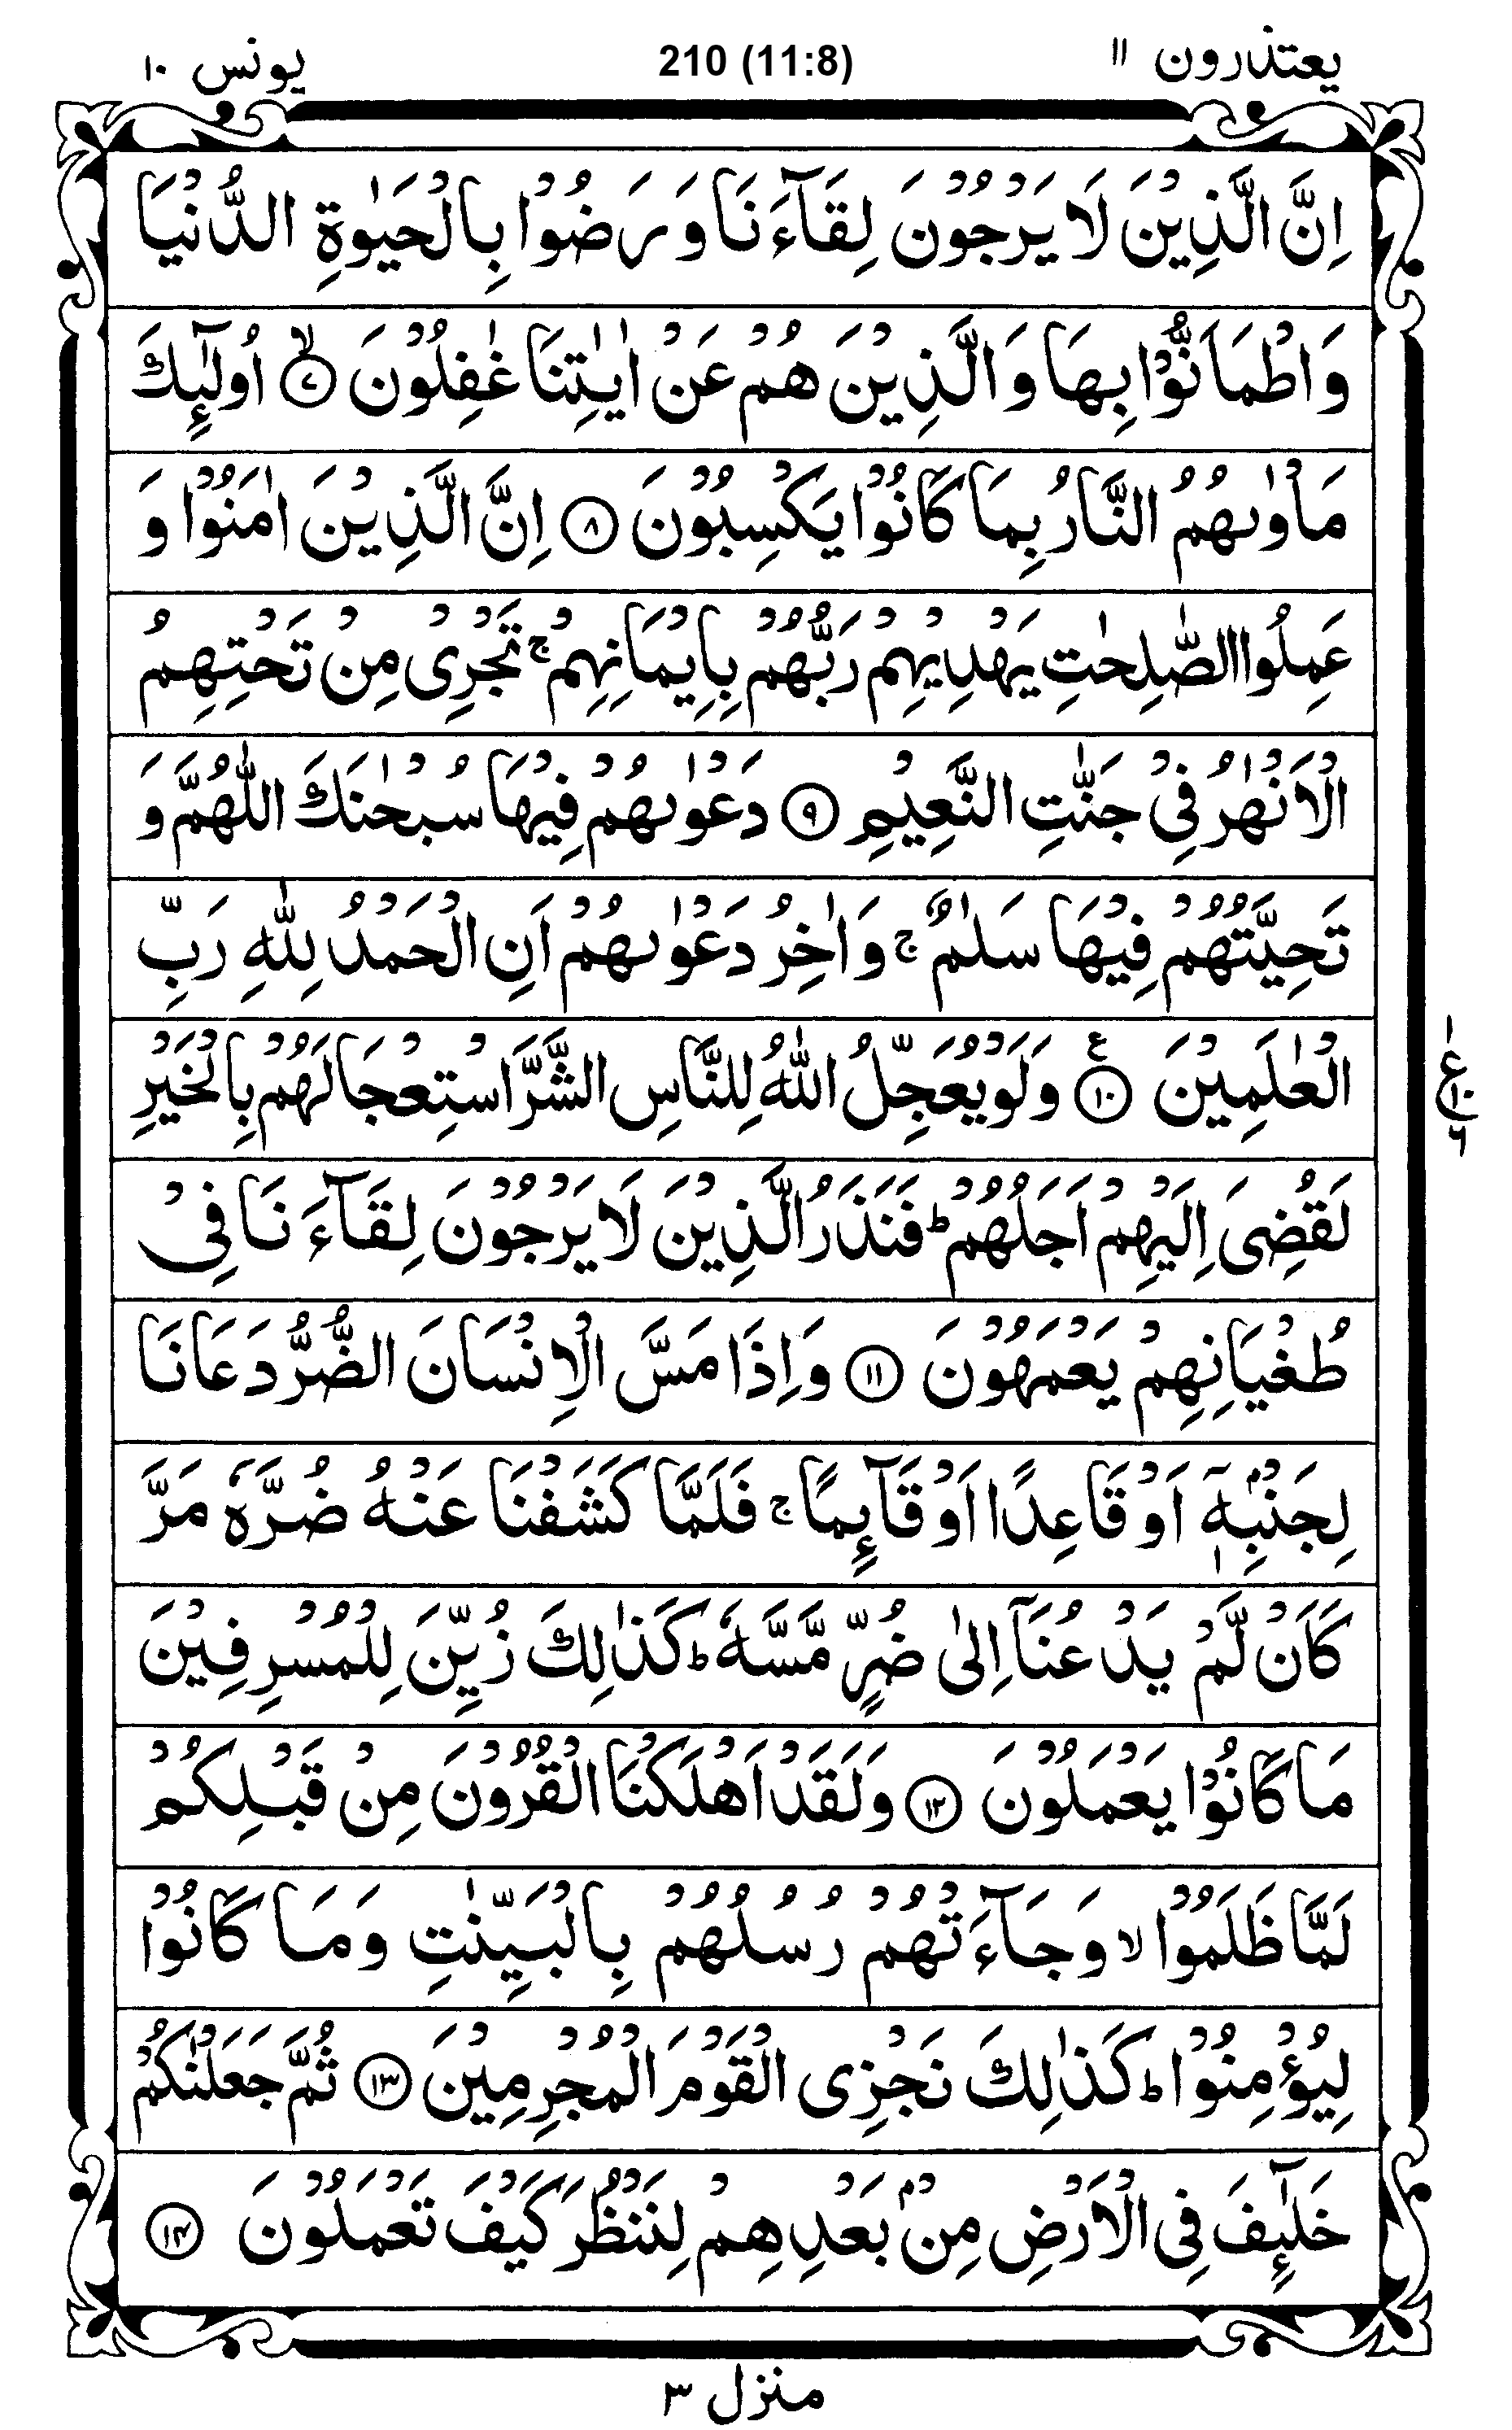 يعتذرون ۱۱ 210 (11:8) يونس ۱۰
اِنَّ الَّذِيْنَ لَا يَرْجُوْنَ لِقَآءَنَا وَ رَضُوْا بِالْحَيٰوةِ الدُّنْيَا
وَ اطْمَاَنُّوْا بِهَا وَ الَّذِيْنَ هُمْ عَنْ اٰيٰتِنَا غٰفِلُوْنَ ۙ۷ اُولٰٓئِكَ
مَاْوٰىهُمُ النَّارُ بِمَا كَانُوْا يَكْسِبُوْنَ ۸ اِنَّ الَّذِيْنَ اٰمَنُوْا وَ
عَمِلُوا الصّٰلِحٰتِ يَهْدِيْهِمْ رَبُّهُمْ بِاِيْمَانِهِمْ ۚ تَجْرِيْ مِنْ تَحْتِهِمُ
الْاَنْهٰرُ فِيْ جَنّٰتِ النَّعِيْمِ ۹ دَعْوٰىهُمْ فِيْهَا سُبْحٰنَكَ اللّٰهُمَّ وَ
تَحِيَّتُهُمْ فِيْهَا سَلٰمٌ ۚ وَ اٰخِرُ دَعْوٰىهُمْ اَنِ الْحَمْدُ لِلّٰهِ رَبِّ
الْعٰلَمِيْنَ ۱۰ ع وَ لَوْ يُعَجِّلُ اللّٰهُ لِلنَّاسِ الشَّرَّ اسْتِعْجَالَهُمْ بِالْخَيْرِ
۱ ع ۱۰ ۶
لَقُضِيَ اِلَيْهِمْ اَجَلُهُمْ ؕ فَنَذَرُ الَّذِيْنَ لَا يَرْجُوْنَ لِقَآءَنَا فِيْ
طُغْيَانِهِمْ يَعْمَهُوْنَ ۱۱ وَ اِذَا مَسَّ الْاِنْسَانَ الضُّرُّ دَعَانَا
لِجَنْۢبِهٖۤ اَوْ قَاعِدًا اَوْ قَآئِمًا ۚ فَلَمَّا كَشَفْنَا عَنْهُ ضُرَّهٗ مَرَّ
كَاَنْ لَّمْ يَدْعُنَاۤ اِلٰى ضُرٍّ مَّسَّهٗ ؕ كَذٰلِكَ زُيِّنَ لِلْمُسْرِفِيْنَ
مَا كَانُوْا يَعْمَلُوْنَ ۱۲ وَ لَقَدْ اَهْلَكْنَا الْقُرُوْنَ مِنْ قَبْلِكُمْ
لَمَّا ظَلَمُوْا ۙ وَ جَآءَتْهُمْ رُسُلُهُمْ بِالْبَيِّنٰتِ وَ مَا كَانُوْا
لِيُؤْمِنُوْا ؕ كَذٰلِكَ نَجْزِي الْقَوْمَ الْمُجْرِمِيْنَ ۱۳ ثُمَّ جَعَلْنٰكُمْ
خَلٰٓئِفَ فِي الْاَرْضِ مِنْۢ بَعْدِهِمْ لِنَنْظُرَ كَيْفَ تَعْمَلُوْنَ ۱۴
منزل ۳